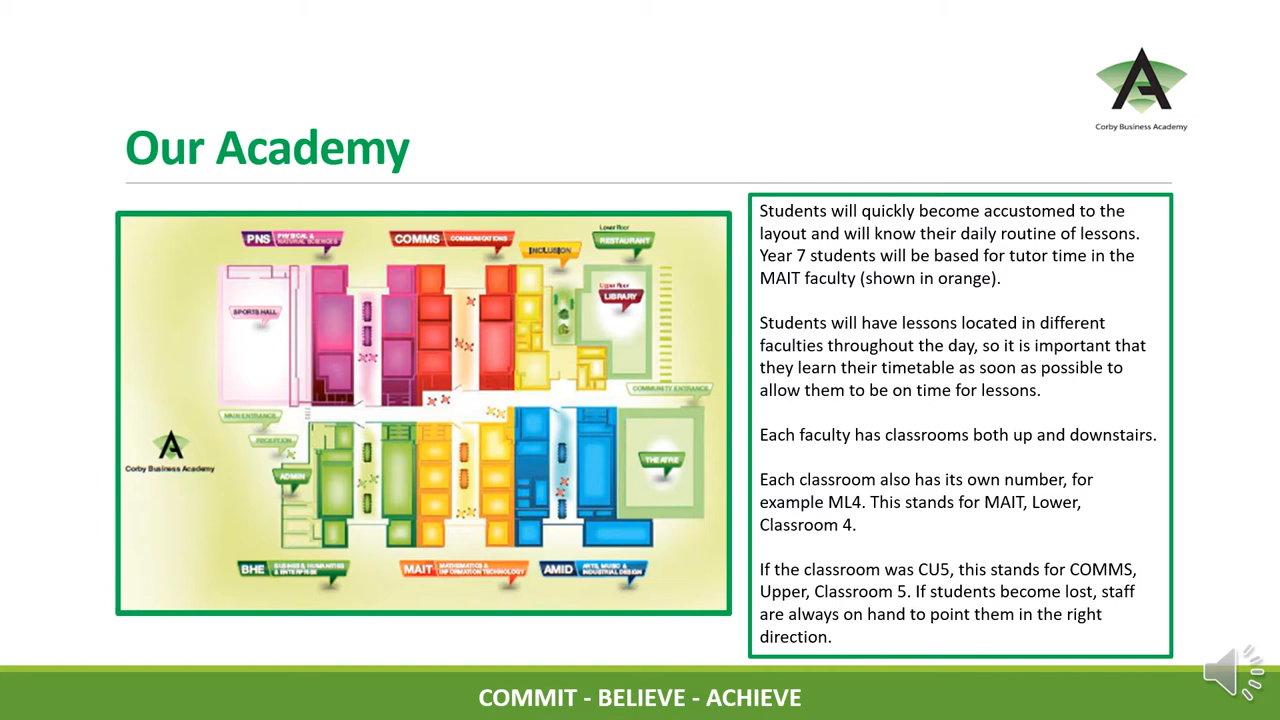 Corby Business Academy
Our Academy
PNS PHYSICAL &
NATURAL SCIENCES
COMMS COMMUNICATIONS
INCLUSION
Lower Floor
RESTAURANT
Upper Floor
LIBRARY
SPORTS HALL
COMMUNITY ENTRANCE
MAIN ENTRANCE
RECEPTION
Corby Business Academy
ADMIN
THEATRE
BHE BUSINESS, HUMANITIES
& ENTERPRISE
MAIT MATHEMATICS &
INFORMATION TECHNOLOGY
AMID ARTS, MUSIC &
INDUSTRIAL DESIGN
Students will quickly become accustomed to the
layout and will know their daily routine of lessons.
Year 7 students will be based for tutor time in the
MAIT faculty (shown in orange).
Students will have lessons located in different
faculties throughout the day, so it is important that
they learn their timetable as soon as possible to
allow them to be on time for lessons.
Each faculty has classrooms both up and downstairs.
Each classroom also has its own number, for
example ML4. This stands for MAIT, Lower,
Classroom 4.
If the classroom was CU5, this stands for COMMS,
Upper, Classroom 5. If students become lost, staff
are always on hand to point them in the right
direction.
COMMIT - BELIEVE - ACHIEVE